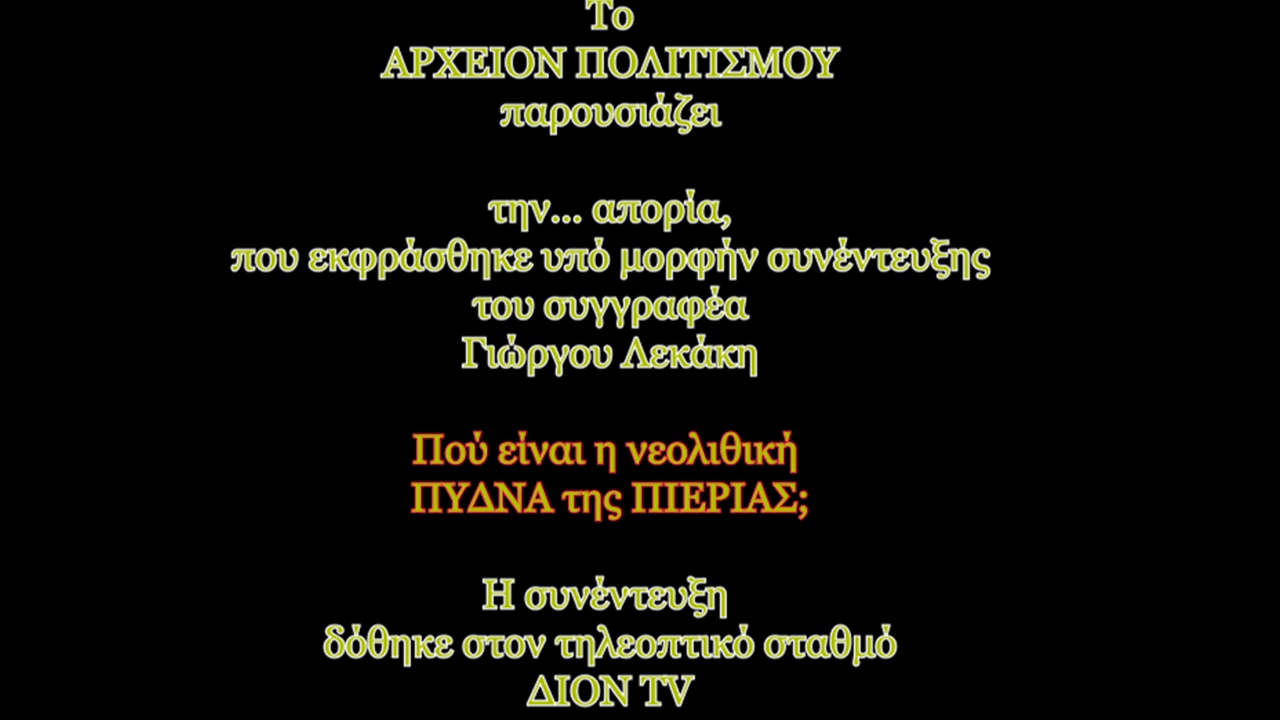 Το
ΑΡΧΕΙΟΝ ΠΟΛΙΤΙΣΜΟΥ
παρουσιάζει
την... απορία,
που εκφράσθηκε υπό μορφήν συνέντευξης
του συγγραφέα
Γιώργου Λεκάκη
Πού είναι η νεολιθική
ΠΥΔΝΑ της ΠΙΕΡΙΑΣ;
Η συνέντευξη
δόθηκε στον τηλεοπτικό σταθμό
ΔΙΟΝ TV